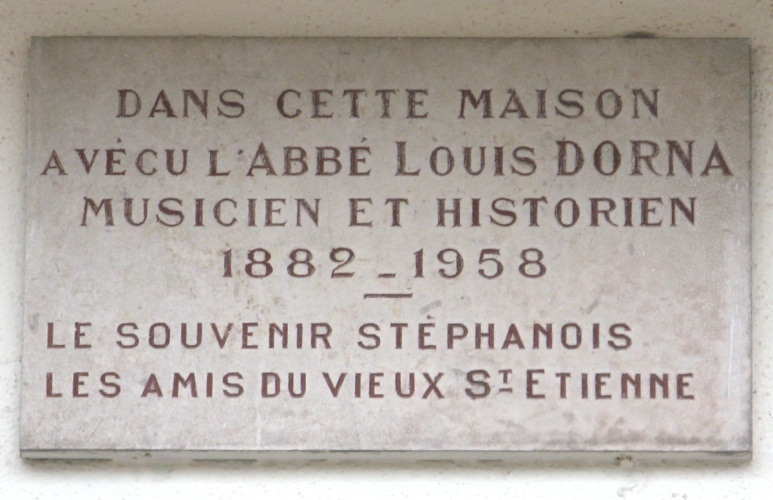 DANS CETTE MAISON
A VÉCU L'ABBÉ LOUIS DORNA
MUSICIEN ET HISTORIEN
1882 - 1958
LE SOUVENIR STÉPHANOIS
LES AMIS DU VIEUX ST ETIENNE